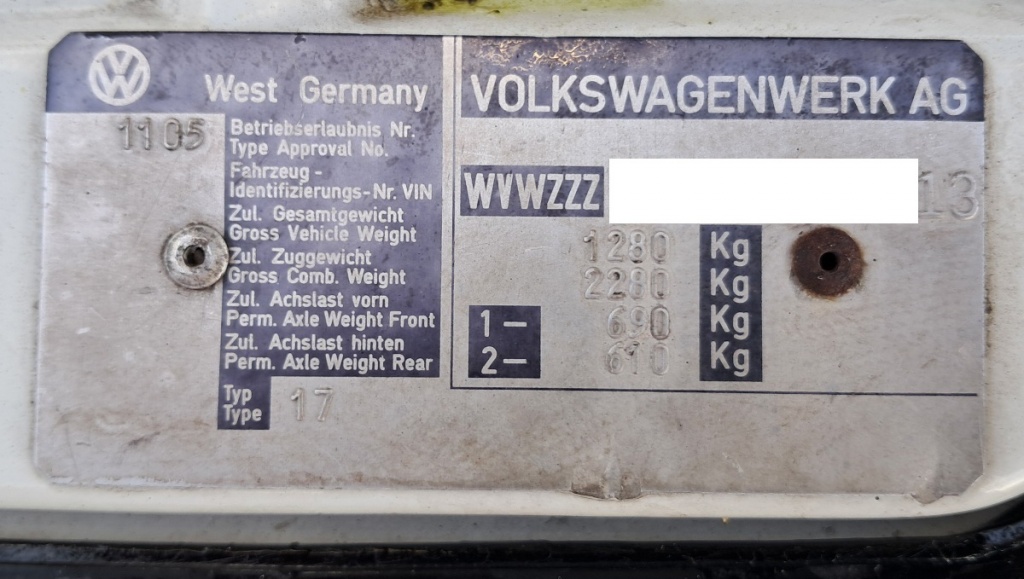 VW West Germany
VOLKSWAGENWERK AG
1105
Betriebserlaubnis Nr.
Type Approval No.
Fahrzeug-
Identifizierungs-Nr. VIN
WVWZZZ 13
Zul. Gesamtgewicht
Gross Vehicle Weight
1280 Kg
Zul. Zuggewicht
Gross Comb. Weight
2280 Kg
Zul. Achslast vorn
Perm. Axle Weight Front
1- 690 Kg
Zul. Achslast hinten
Perm. Axle Weight Rear
2- 610 Kg
Typ
Type
17